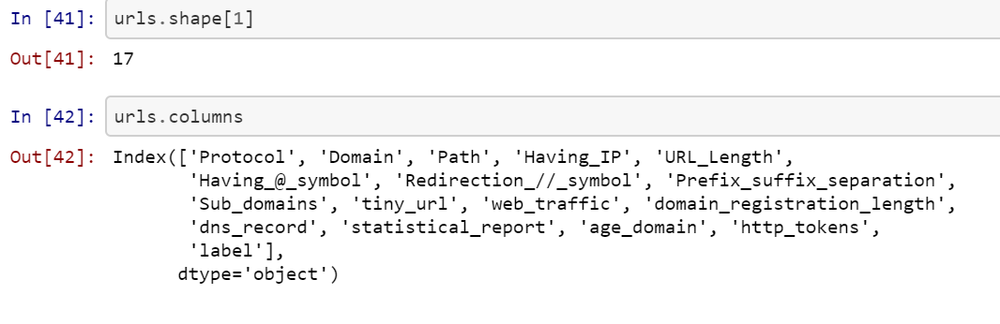 In [41]: urls.shape[1]
Out[41]: 17
In [42]: urls.columns
Out[42]: Index(['Protocol', 'Domain', 'Path', 'Having_IP', 'URL_Length',
'Having_@_symbol', 'Redirection_//_symbol', 'Prefix_suffix_separation',
'Sub_domains', 'tiny_url', 'web_traffic', 'domain_registration_length',
'dns_record', 'statistical_report', 'age_domain', 'http_tokens',
'label'],
dtype='object')